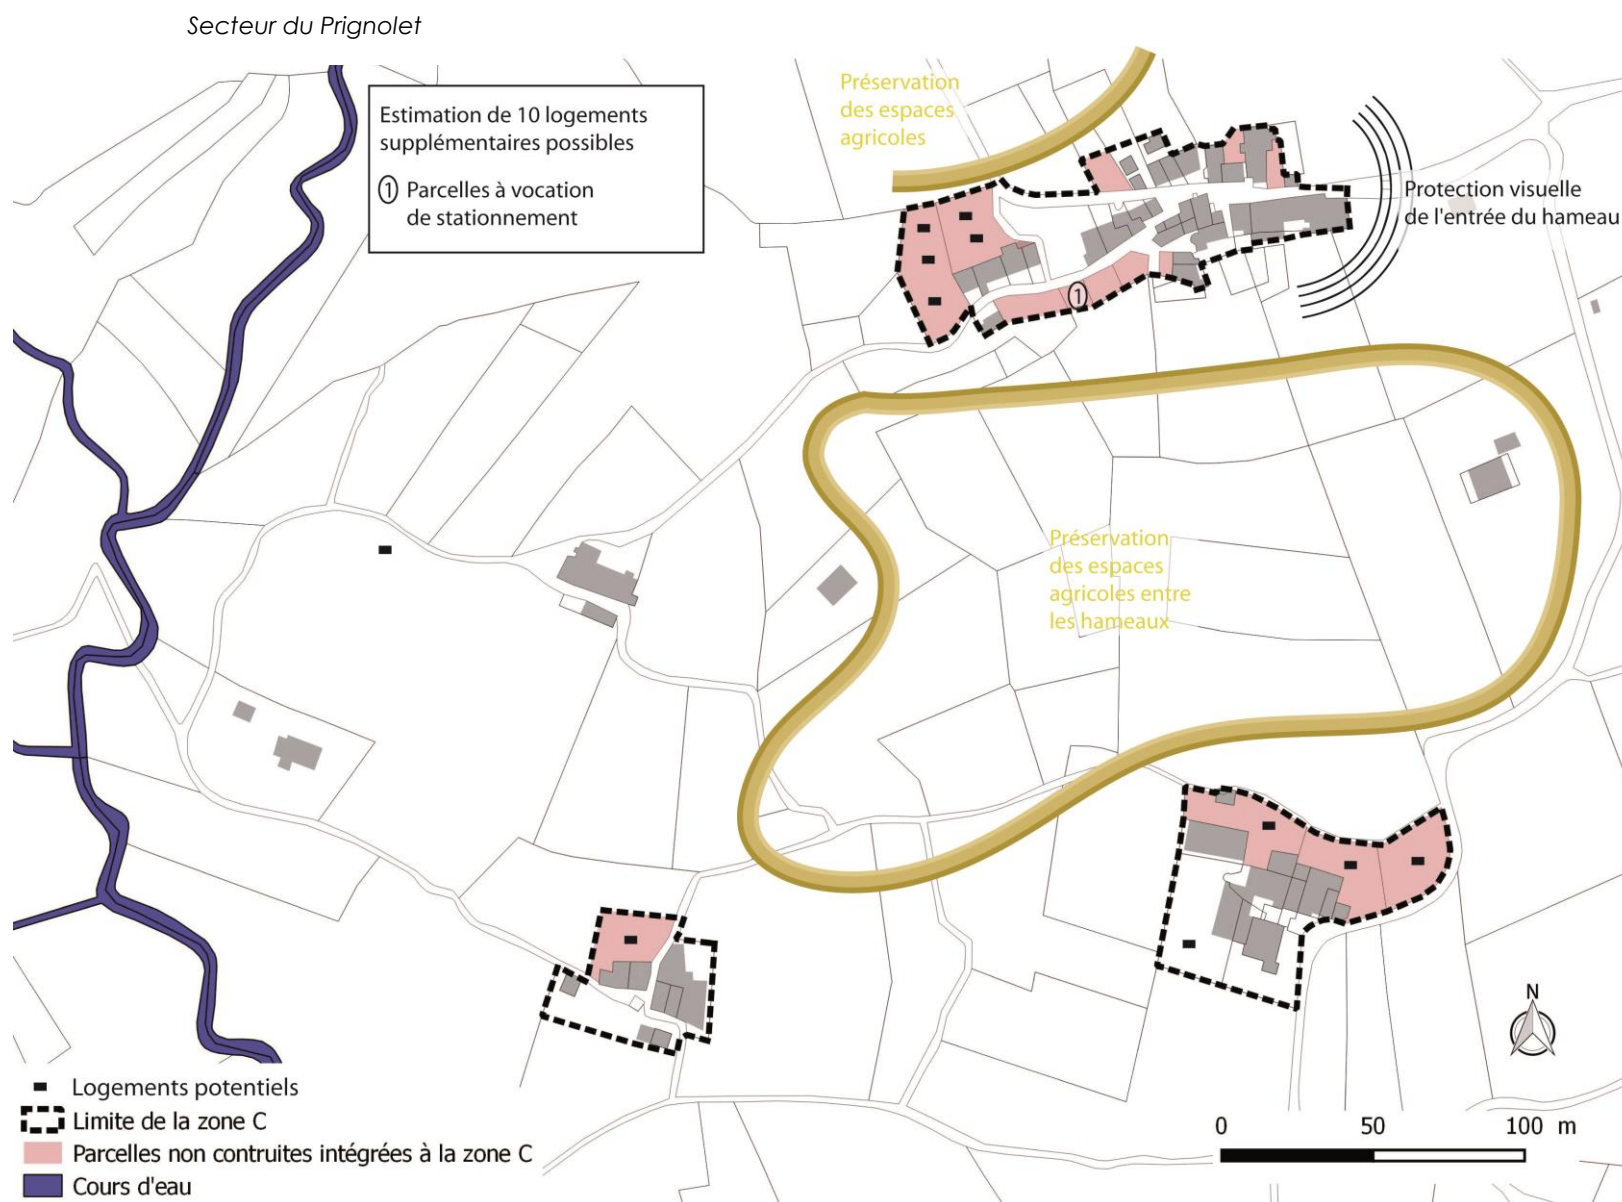 Secteur du Prignolet
Estimation de 10 logements
supplémentaires possibles
1 Parcelles à vocation
de stationnement
Préservation
des espaces
agricoles
Protection visuelle
de l'entrée du hameau
1
Préservation
des espaces
agricoles entre
les hameaux
N
Logements potentiels
Limite de la zone C
Parcelles non contruites intégrées à la zone C
Cours d'eau
0 50 100 m